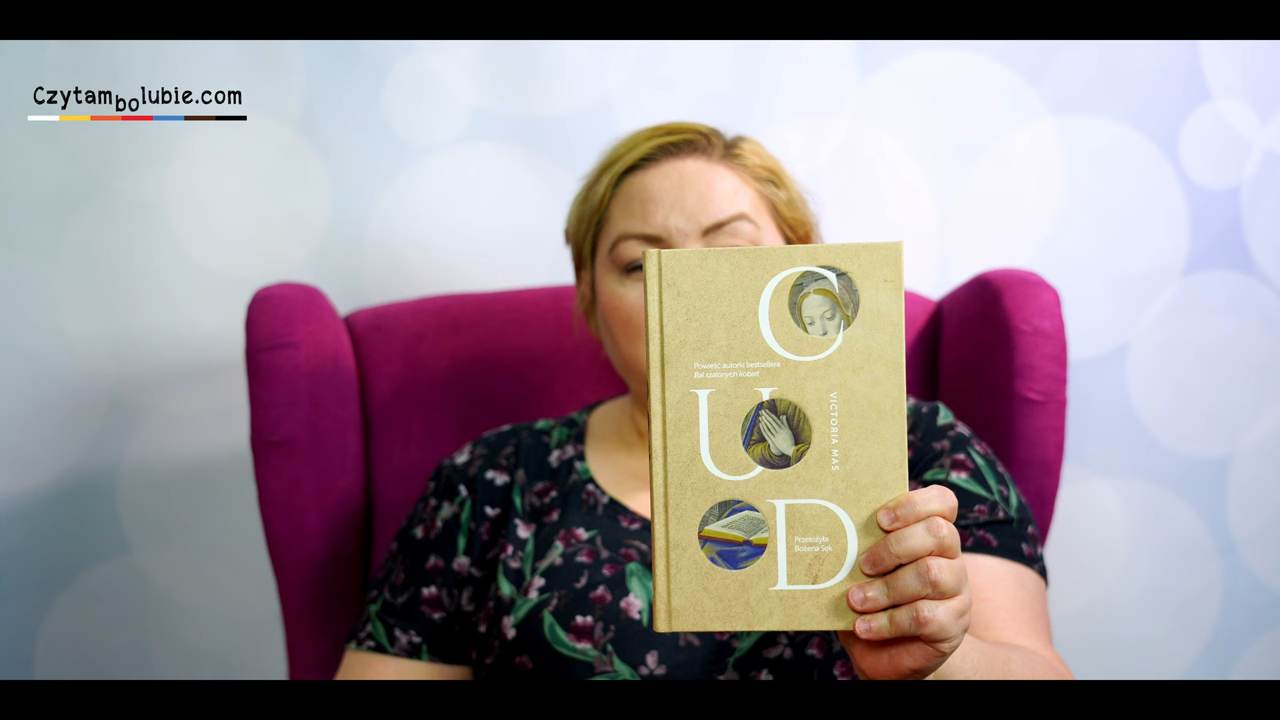 Czytambolubie.com
C
Powieść autorki bestsellera
Bal szalonych kobiet
U
VICTORIA MAS
D
Przełożyła
Bożena Sęk